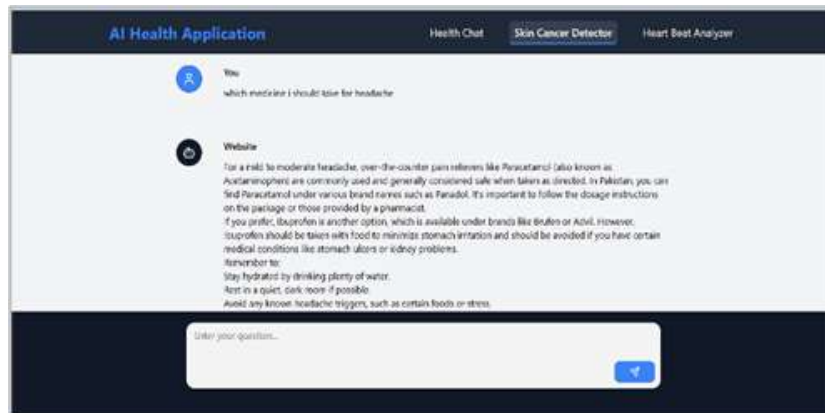 AI Health Application
Health Chat
Skin Cancer Detector
Heart Beat Analyzer
You
which medicine i should take for headache
Website
For a mild to moderate headache, over-the-counter pain relievers like Paracetamol (also known as
Acetaminophen) are commonly used and generally considered safe when taken as directed. In Pakistan, you can
find Paracetamol under various brand names such as Panadol. It's important to follow the dosage instructions
on the package or those provided by a pharmacist.
If you prefer, Ibuprofen is another option, which is available under brands like Brufen or Advil. However,
Ibuprofen should be taken with food to minimize stomach irritation and should be avoided if you have certain
medical conditions like stomach ulcers or kidney problems.
Remember to:
Stay hydrated by drinking plenty of water.
Rest in a quiet, dark room if possible.
Avoid any known headache triggers, such as certain foods or stress.
Enter your question...